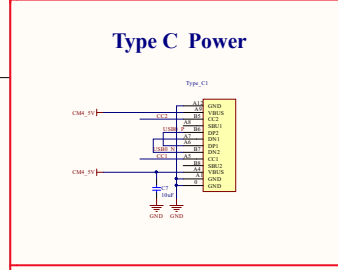 Type C Power
Type_C1
A12 GND
CM4_5V A9 VBUS
CC2 B5 CC2
A8 SBU1
USB0_P B6 DP2
A7 DN1
A6 DP1
USB0_N B7 DN2
CC1 A5 CC1
B8 SBU2
CM4_5V A4 VBUS
A1 GND
0 GND
C7
10uF
GND GND